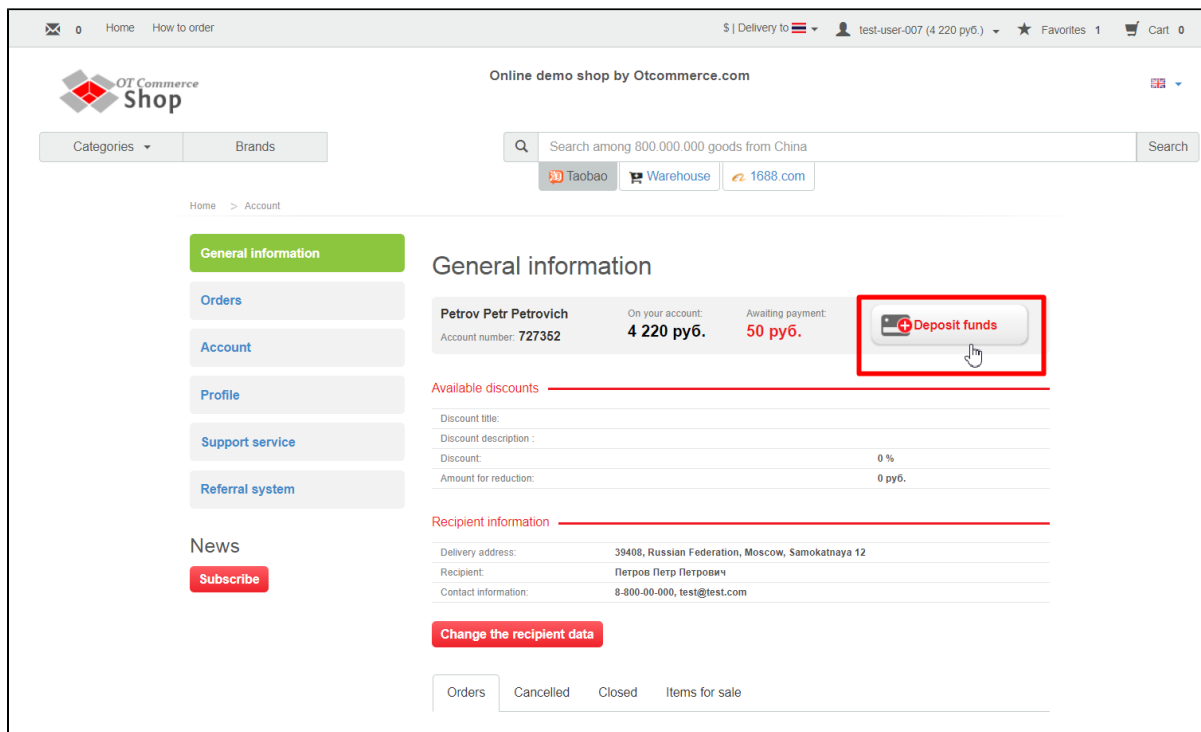 0 Home How to order $ | Delivery to test-user-007 (4 220 руб.) Favorites 1 Cart 0
OT Commerce
Shop
Online demo shop by Otcommerce.com
Categories Brands Search among 800.000.000 goods from China Search
Taobao Warehouse 1688.com
Home > Account
General information
Orders
Account
Profile
Support service
Referral system
News
Subscribe
General information
Petrov Petr Petrovich On your account: Awaiting payment: Deposit funds
Account number: 727352 4 220 руб. 50 руб.
Available discounts
Discount title:
Discount description :
Discount: 0 %
Amount for reduction: 0 руб.
Recipient information
Delivery address: 39408, Russian Federation, Moscow, Samokatnaya 12
Recipient: Петров Петр Петрович
Contact information: 8-800-00-000, test@test.com
Change the recipient data
Orders Cancelled Closed Items for sale